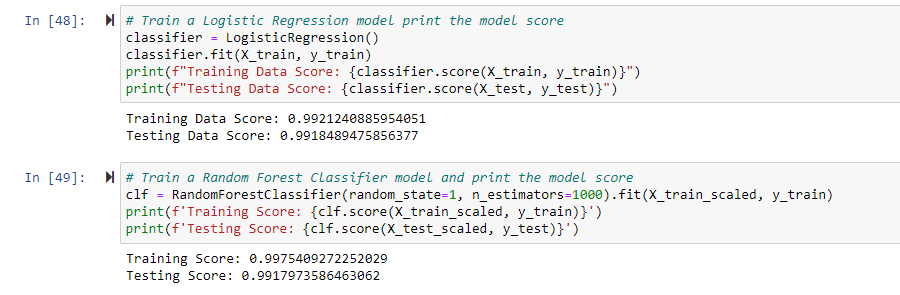 In [48]: # Train a Logistic Regression model print the model score
classifier = LogisticRegression()
classifier.fit(X_train, y_train)
print(f"Training Data Score: {classifier.score(X_train, y_train)}")
print(f"Testing Data Score: {classifier.score(X_test, y_test)}")
Training Data Score: 0.9921240885954051
Testing Data Score: 0.9918489475856377
In [49]: # Train a Random Forest Classifier model and print the model score
clf = RandomForestClassifier(random_state=1, n_estimators=1000).fit(X_train_scaled, y_train)
print(f'Training Score: {clf.score(X_train_scaled, y_train)}')
print(f'Testing Score: {clf.score(X_test_scaled, y_test)}')
Training Score: 0.9975409272252029
Testing Score: 0.9917973586463062